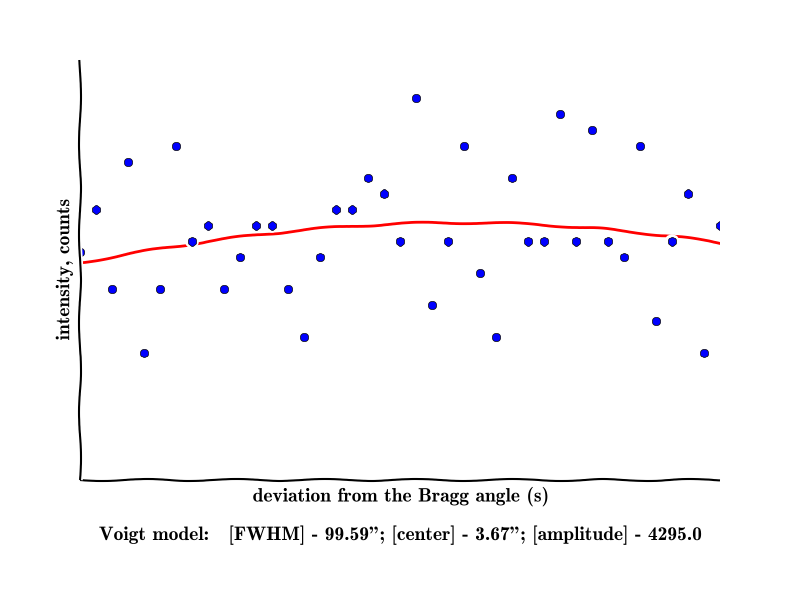 intensity, counts
deviation from the Bragg angle (s)
Voigt model: [FWHM] - 99.59”; [center] - 3.67”; [amplitude] - 4295.0